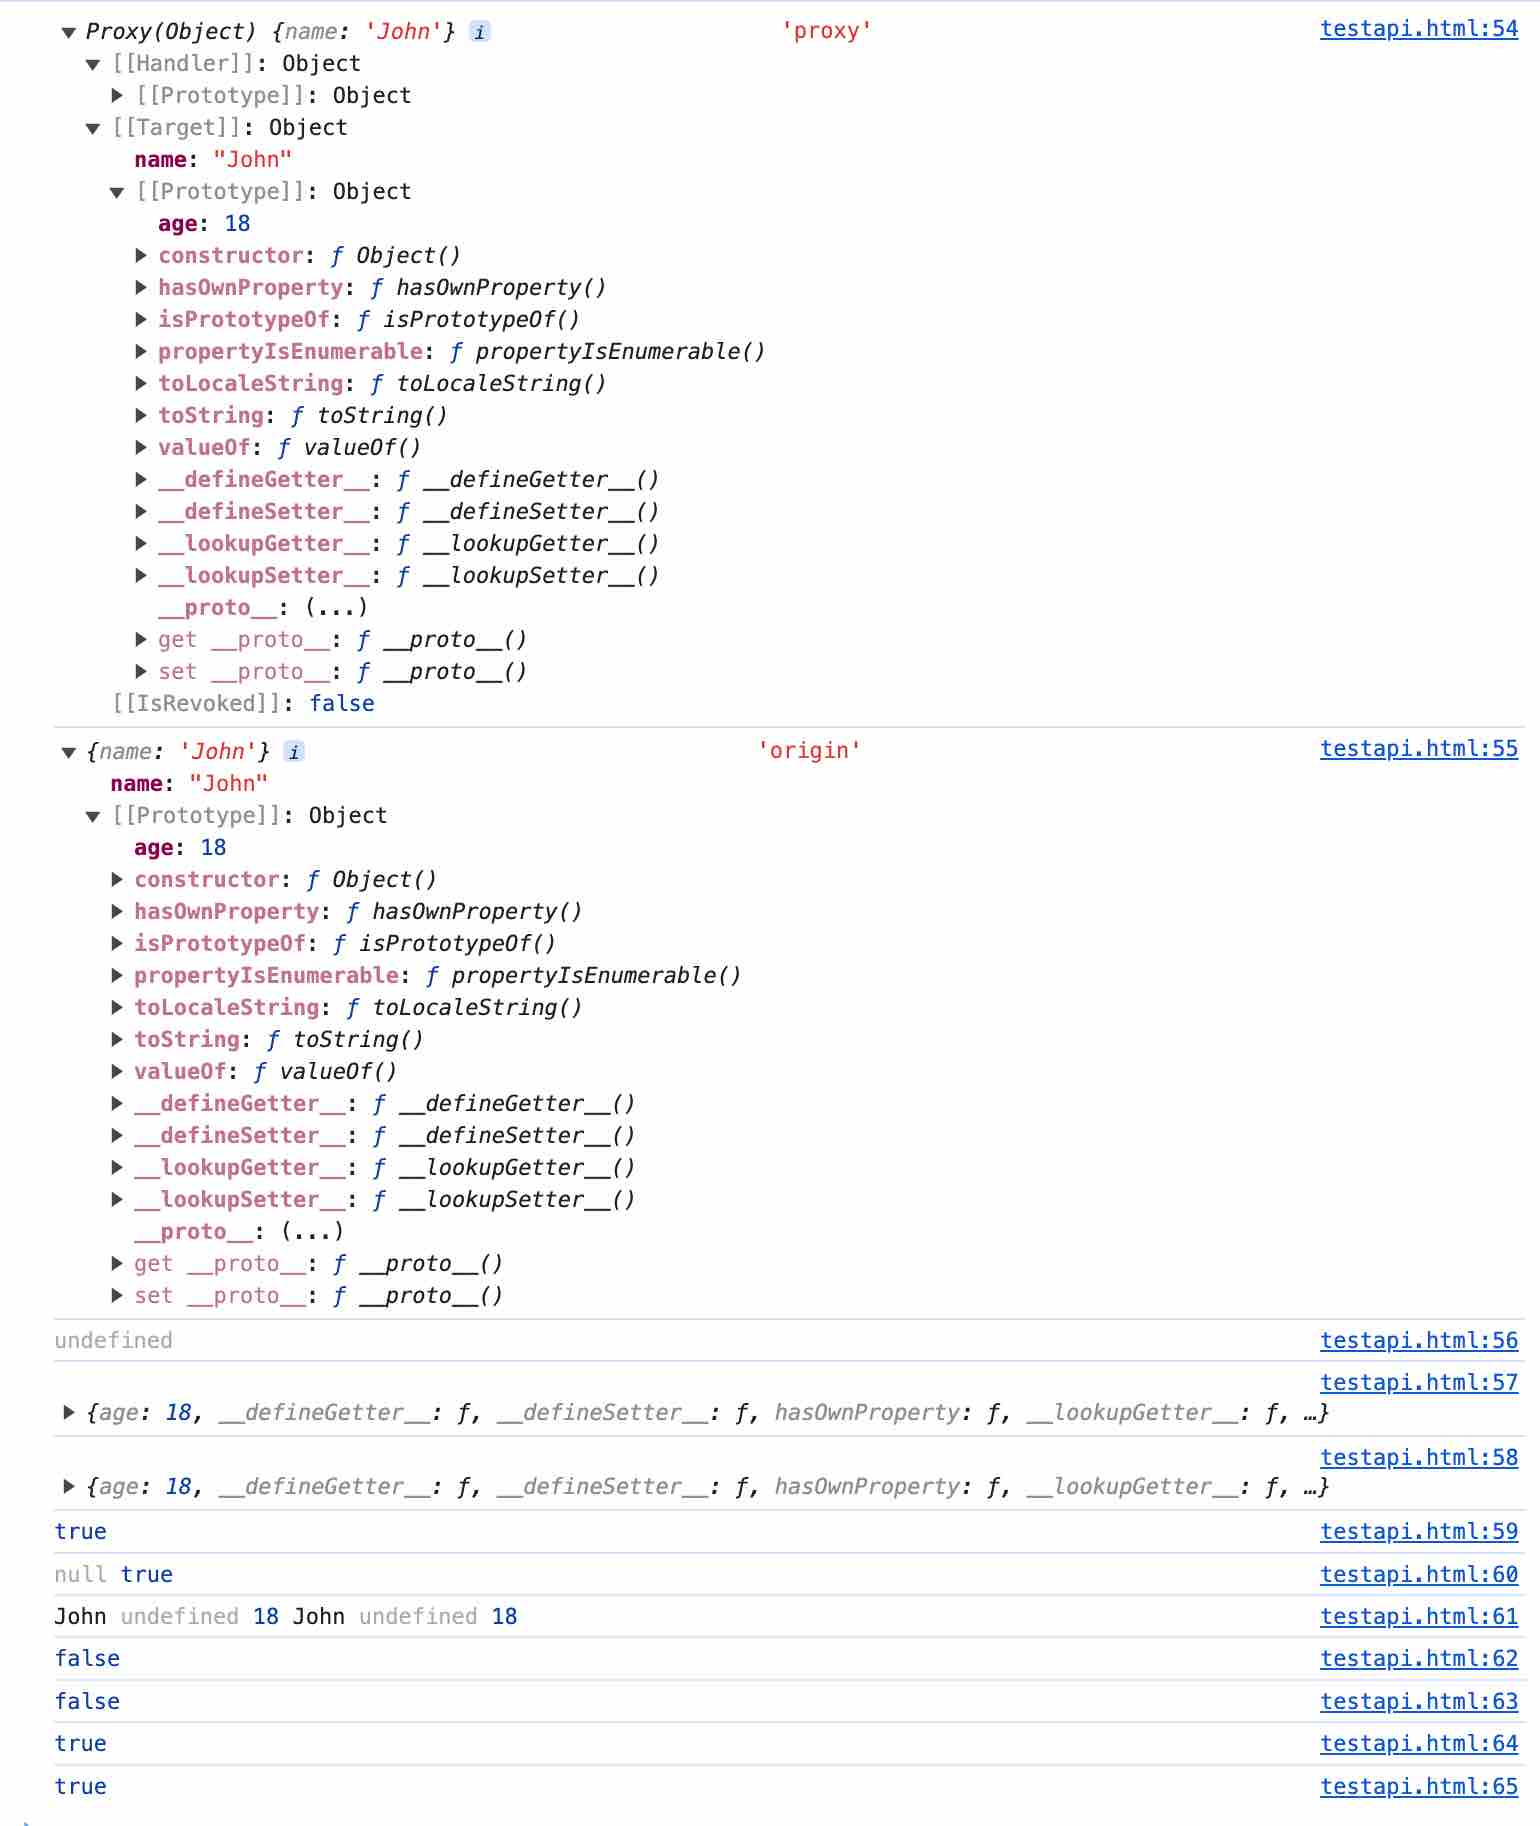 Proxy(Object) {name: 'John'} i 'proxy' testapi.html:54
[[Handler]]: Object
[[Prototype]]: Object
[[Target]]: Object
name: "John"
[[Prototype]]: Object
age: 18
constructor: ƒ Object()
hasOwnProperty: ƒ hasOwnProperty()
isPrototypeOf: ƒ isPrototypeOf()
propertyIsEnumerable: ƒ propertyIsEnumerable()
toLocaleString: ƒ toLocaleString()
toString: ƒ toString()
valueOf: ƒ valueOf()
__defineGetter__: ƒ __defineGetter__()
__defineSetter__: ƒ __defineSetter__()
__lookupGetter__: ƒ __lookupGetter__()
__lookupSetter__: ƒ __lookupSetter__()
__proto__: (...)
get __proto__: ƒ __proto__()
set __proto__: ƒ __proto__()
[[IsRevoked]]: false
{name: 'John'} i 'origin' testapi.html:55
name: "John"
[[Prototype]]: Object
age: 18
constructor: ƒ Object()
hasOwnProperty: ƒ hasOwnProperty()
isPrototypeOf: ƒ isPrototypeOf()
propertyIsEnumerable: ƒ propertyIsEnumerable()
toLocaleString: ƒ toLocaleString()
toString: ƒ toString()
valueOf: ƒ valueOf()
__defineGetter__: ƒ __defineGetter__()
__defineSetter__: ƒ __defineSetter__()
__lookupGetter__: ƒ __lookupGetter__()
__lookupSetter__: ƒ __lookupSetter__()
__proto__: (...)
get __proto__: ƒ __proto__()
set __proto__: ƒ __proto__()
undefined testapi.html:56
testapi.html:57
{age: 18, __defineGetter__: ƒ, __defineSetter__: ƒ, hasOwnProperty: ƒ, __lookupGetter__: ƒ, …}
testapi.html:58
{age: 18, __defineGetter__: ƒ, __defineSetter__: ƒ, hasOwnProperty: ƒ, __lookupGetter__: ƒ, …}
true testapi.html:59
null true testapi.html:60
John undefined 18 John undefined 18 testapi.html:61
false testapi.html:62
false testapi.html:63
true testapi.html:64
true testapi.html:65